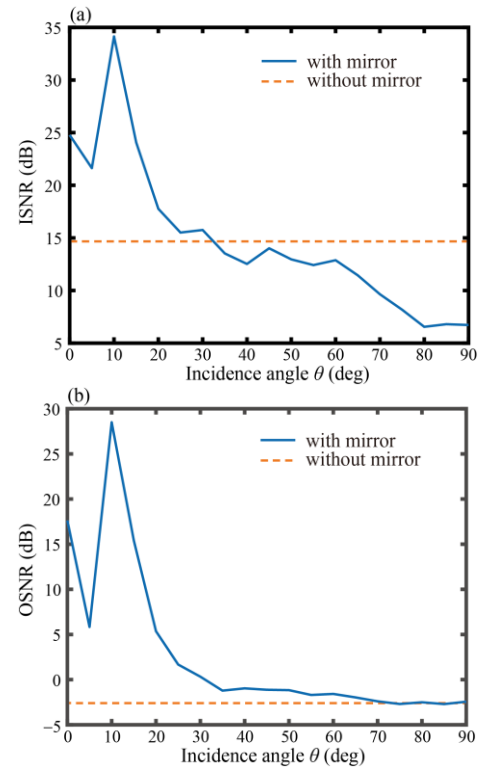 (a)
35
30
25
20
15
10
5
ISNR (dB)
with mirror
without mirror
0 10 20 30 40 50 60 70 80 90
Incidence angle θ (deg)
(b)
30
25
20
15
10
5
0
−5
OSNR (dB)
with mirror
without mirror
0 10 20 30 40 50 60 70 80 90
Incidence angle θ (deg)